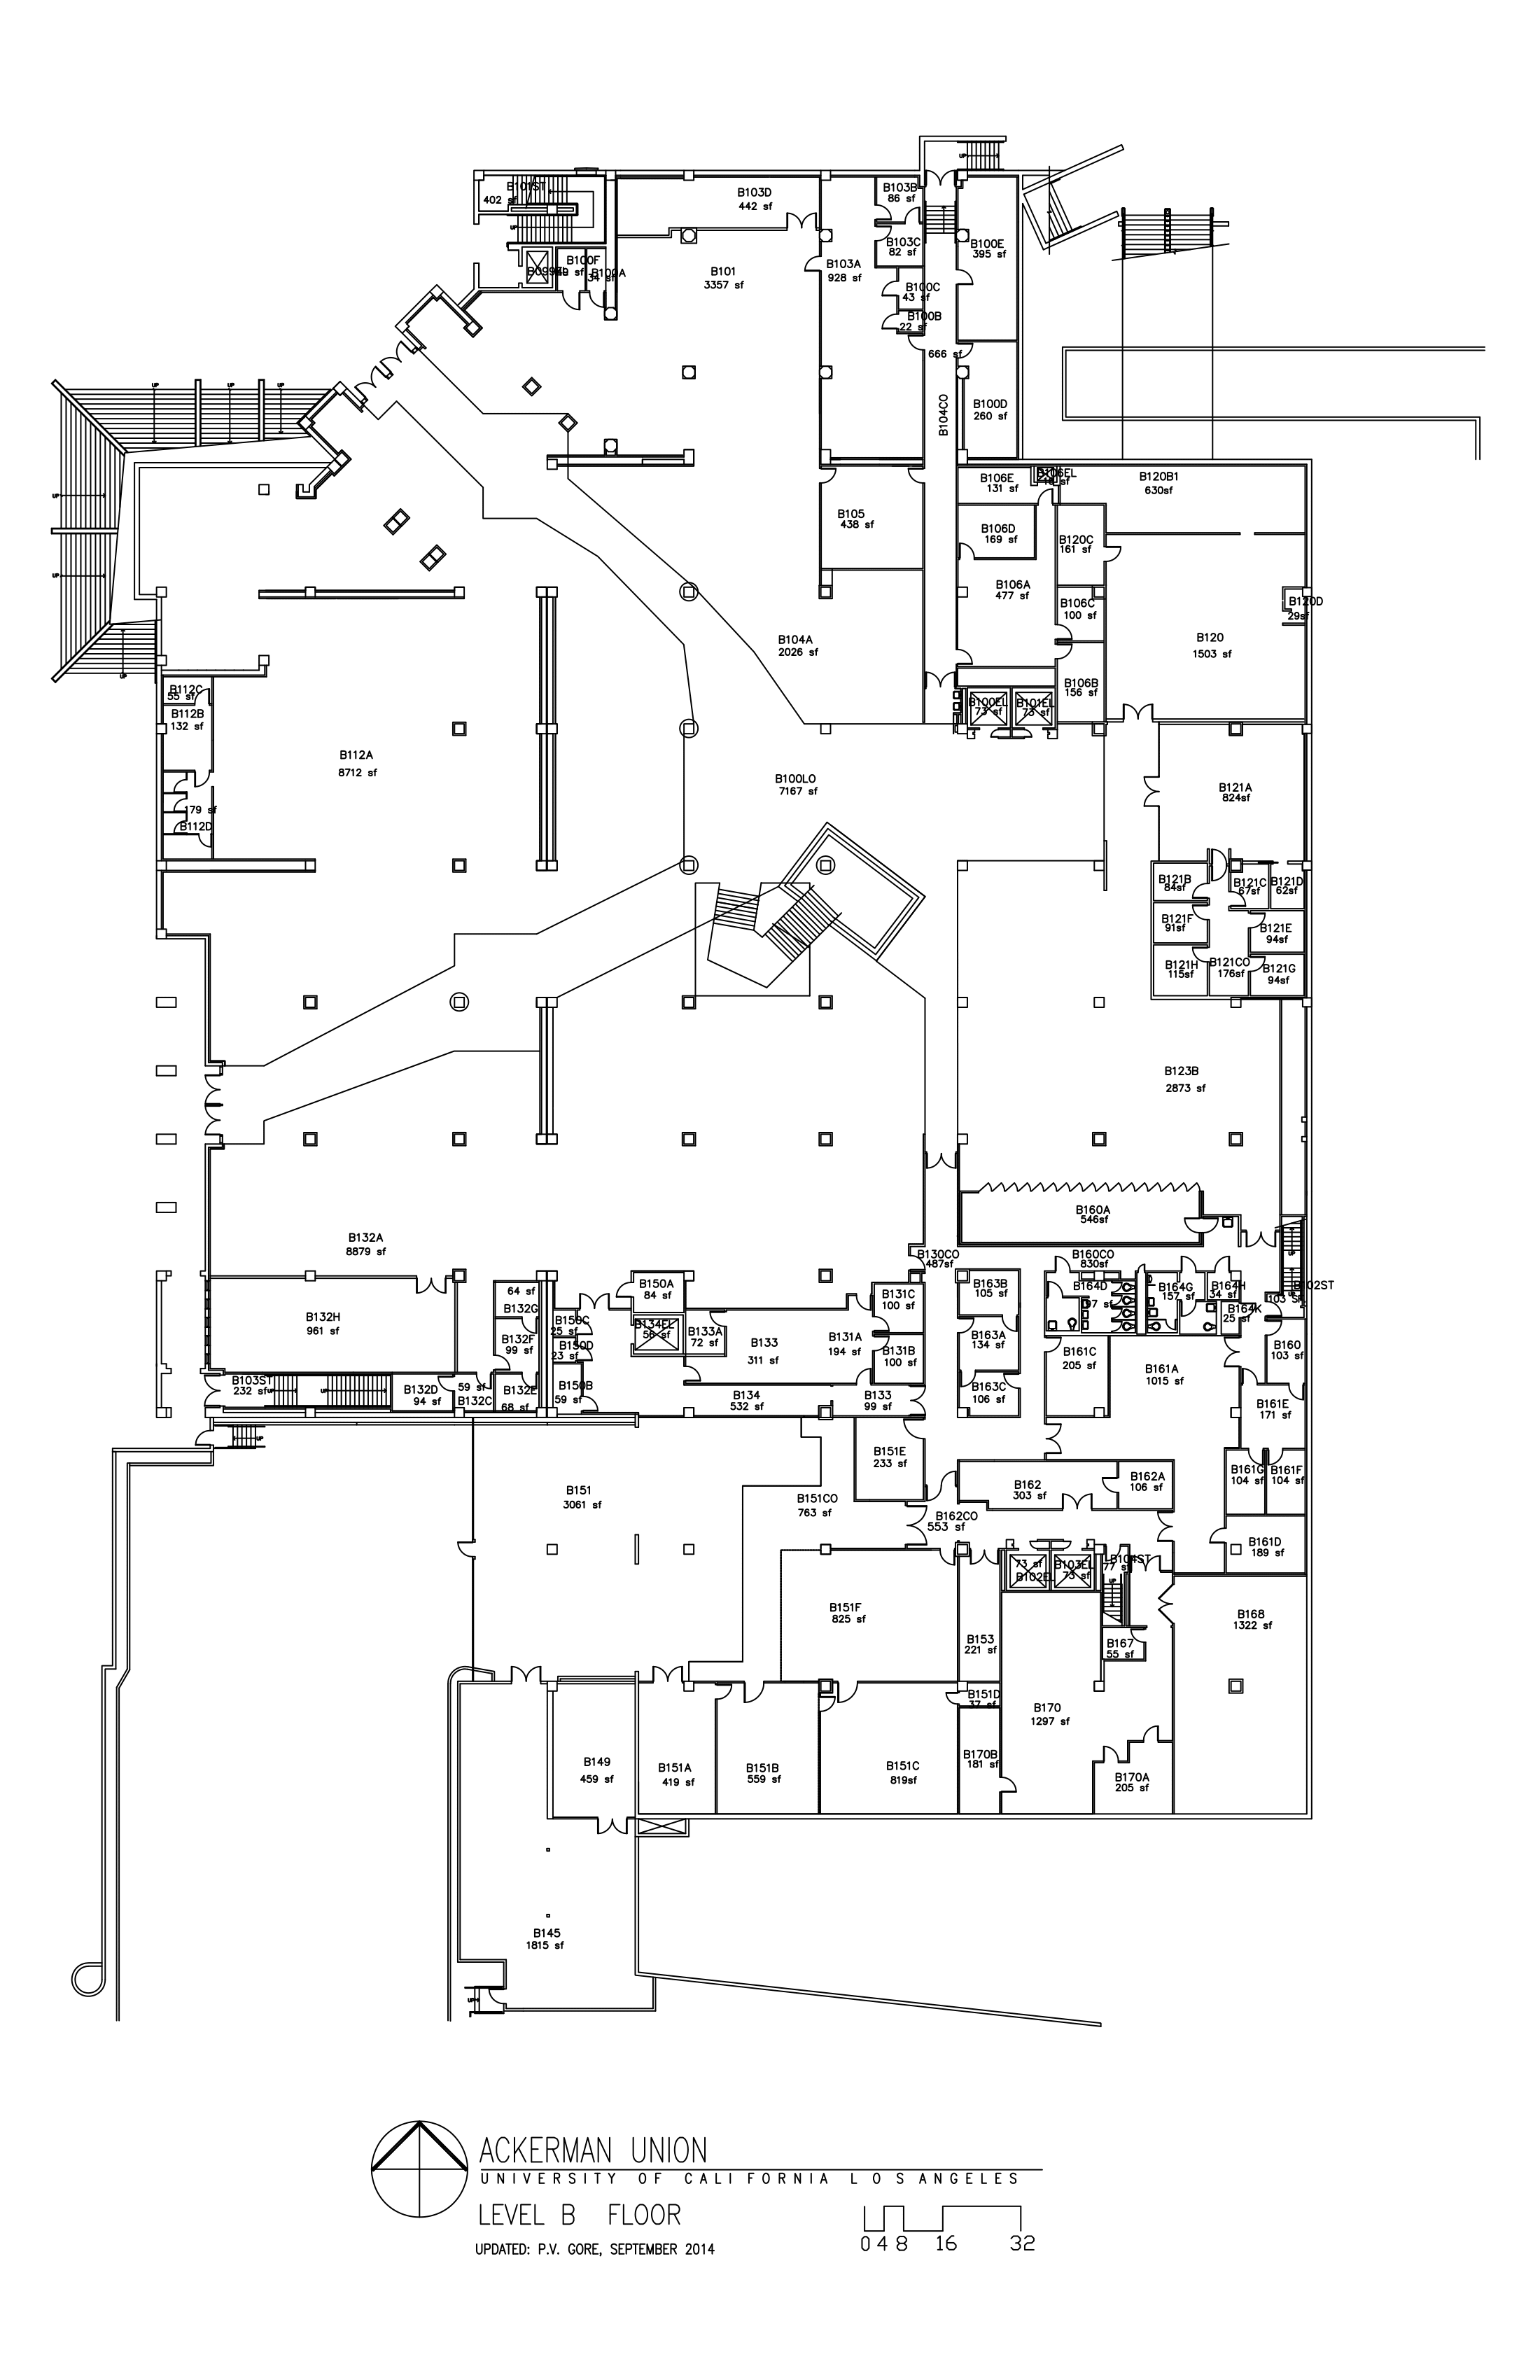 UP
B101ST
402 sf
UP
B103D
442 sf
B103B
86 sf
B103C
82 sf
B100E
395 sf
B100F
B100A
34 sf
B101
3357 sf
B103A
928 sf
B100C
43 sf
B100B
22 sf
666 sf
B104CO
B100D
260 sf
UP
UP
UP
UP
UP
UP
B106E
131 sf
B106EL
B120B1
630sf
B105
438 sf
B106D
169 sf
B120C
161 sf
B106A
477 sf
B106C
100 sf
B120D
29sf
B104A
2026 sf
B120
1503 sf
B106B
156 sf
B100EL
73 sf
B101EL
73 sf
B112C
55 sf
B112B
132 sf
B112A
8712 sf
179 sf
B112D
B100LO
7167 sf
B121A
824sf
B121B
84sf
B121C
67sf
B121D
62sf
B121F
91sf
B121E
94sf
B121H
115sf
B121CO
176sf
B121G
94sf
B123B
2873 sf
B160A
546sf
B132A
8879 sf
B130CO
487sf
B160CO
830sf
UP
UP
B102ST
103 SF
B132H
961 sf
64 sf
B132G
B132F
99 sf
B150A
84 sf
B150C
25 sf
B134EL
56 sf
B133A
72 sf
B150D
23 sf
B133
311 sf
B131A
194 sf
B131C
100 sf
B131B
100 sf
B163B
105 sf
B163A
134 sf
B163C
106 sf
B164D
B164G
157 sf
B164H
34 sf
B164K
25 sf
B161C
205 sf
B161A
1015 sf
B160
103 sf
B103ST
232 sf
UP
UP
B132D
94 sf
59 sf
B132C
B132E
68 sf
B150B
59 sf
B134
532 sf
B133
99 sf
B161E
171 sf
UP
B151E
233 sf
B161G
104 sf
B161F
104 sf
B151
3061 sf
B151CO
763 sf
B162
303 sf
B162A
106 sf
B162CO
553 sf
B161D
189 sf
73 sf
B102EL
B103EL
73 sf
B104ST
77 sf
UP
B151F
825 sf
B153
221 sf
B167
55 sf
B168
1322 sf
B151D
37 sf
B170
1297 sf
B149
459 sf
B151A
419 sf
B151B
559 sf
B151C
819sf
B170B
181 sf
B170A
205 sf
B145
1815 sf
UP
ACKERMAN UNION
UNIVERSITY OF CALIFORNIA LOS ANGELES
LEVEL B FLOOR
UPDATED: P.V. GORE, SEPTEMBER 2014
0 4 8 16 32